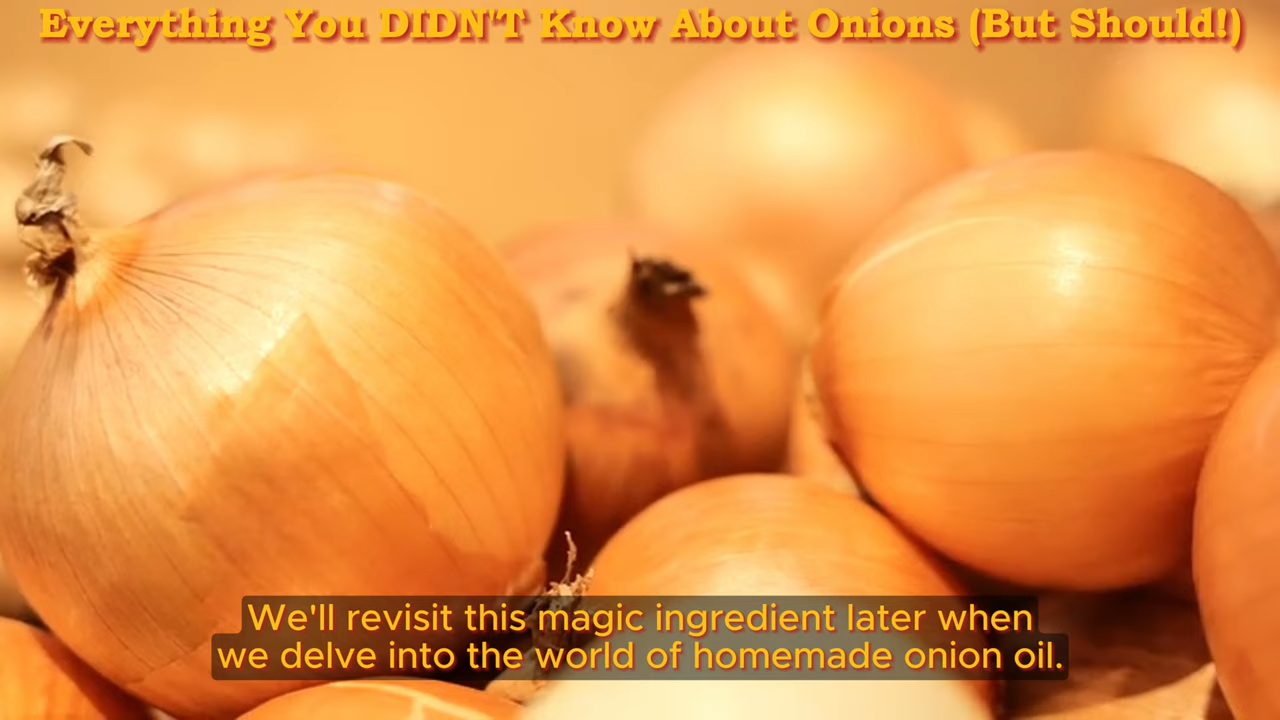 Everything You DIDN'T Know About Onions (But Should!)
We'll revisit this magic ingredient later when
we delve into the world of homemade onion oil.